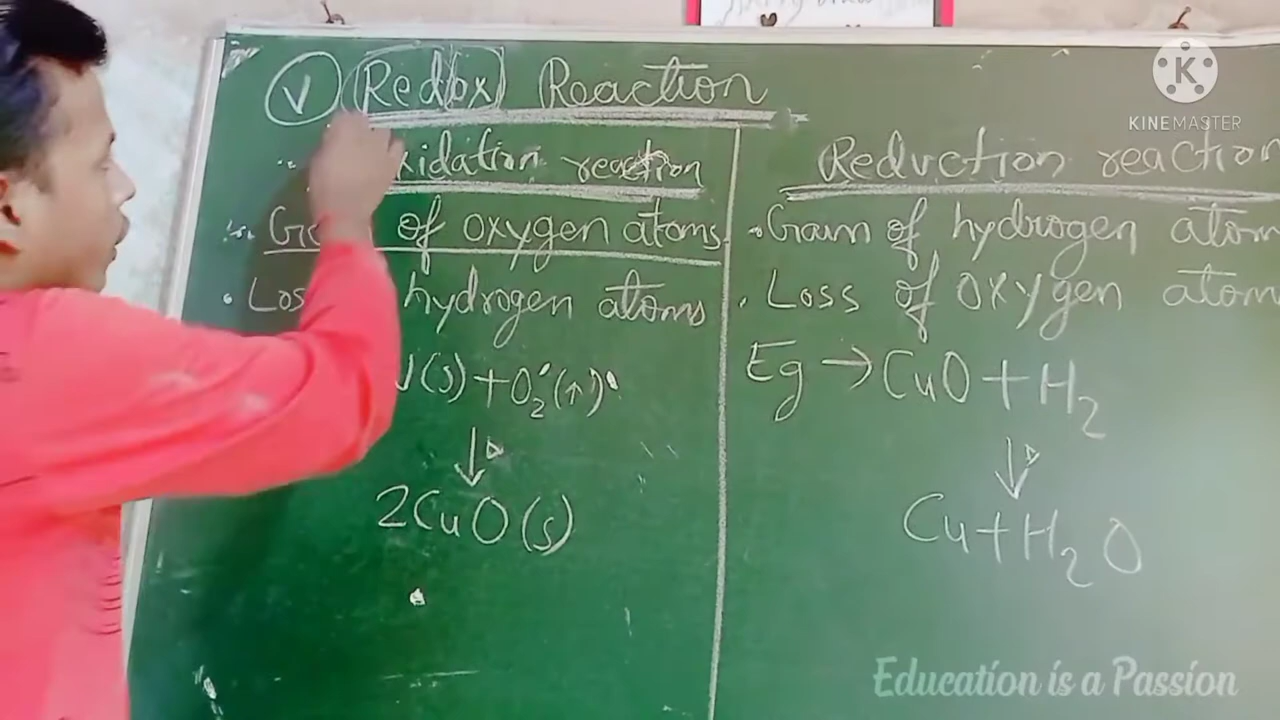 V Redox Reaction
xidation reaction
of oxygen atoms
Los hydrogen atoms
(s) + O2 (↑)
↓ Δ
2CuO(s)
Reduction reaction
Gain of hydrogen atom
Loss of oxygen atom
Eg → CuO + H2
↓ Δ
Cu + H2O
K
KINEMASTER
Education is a Passion